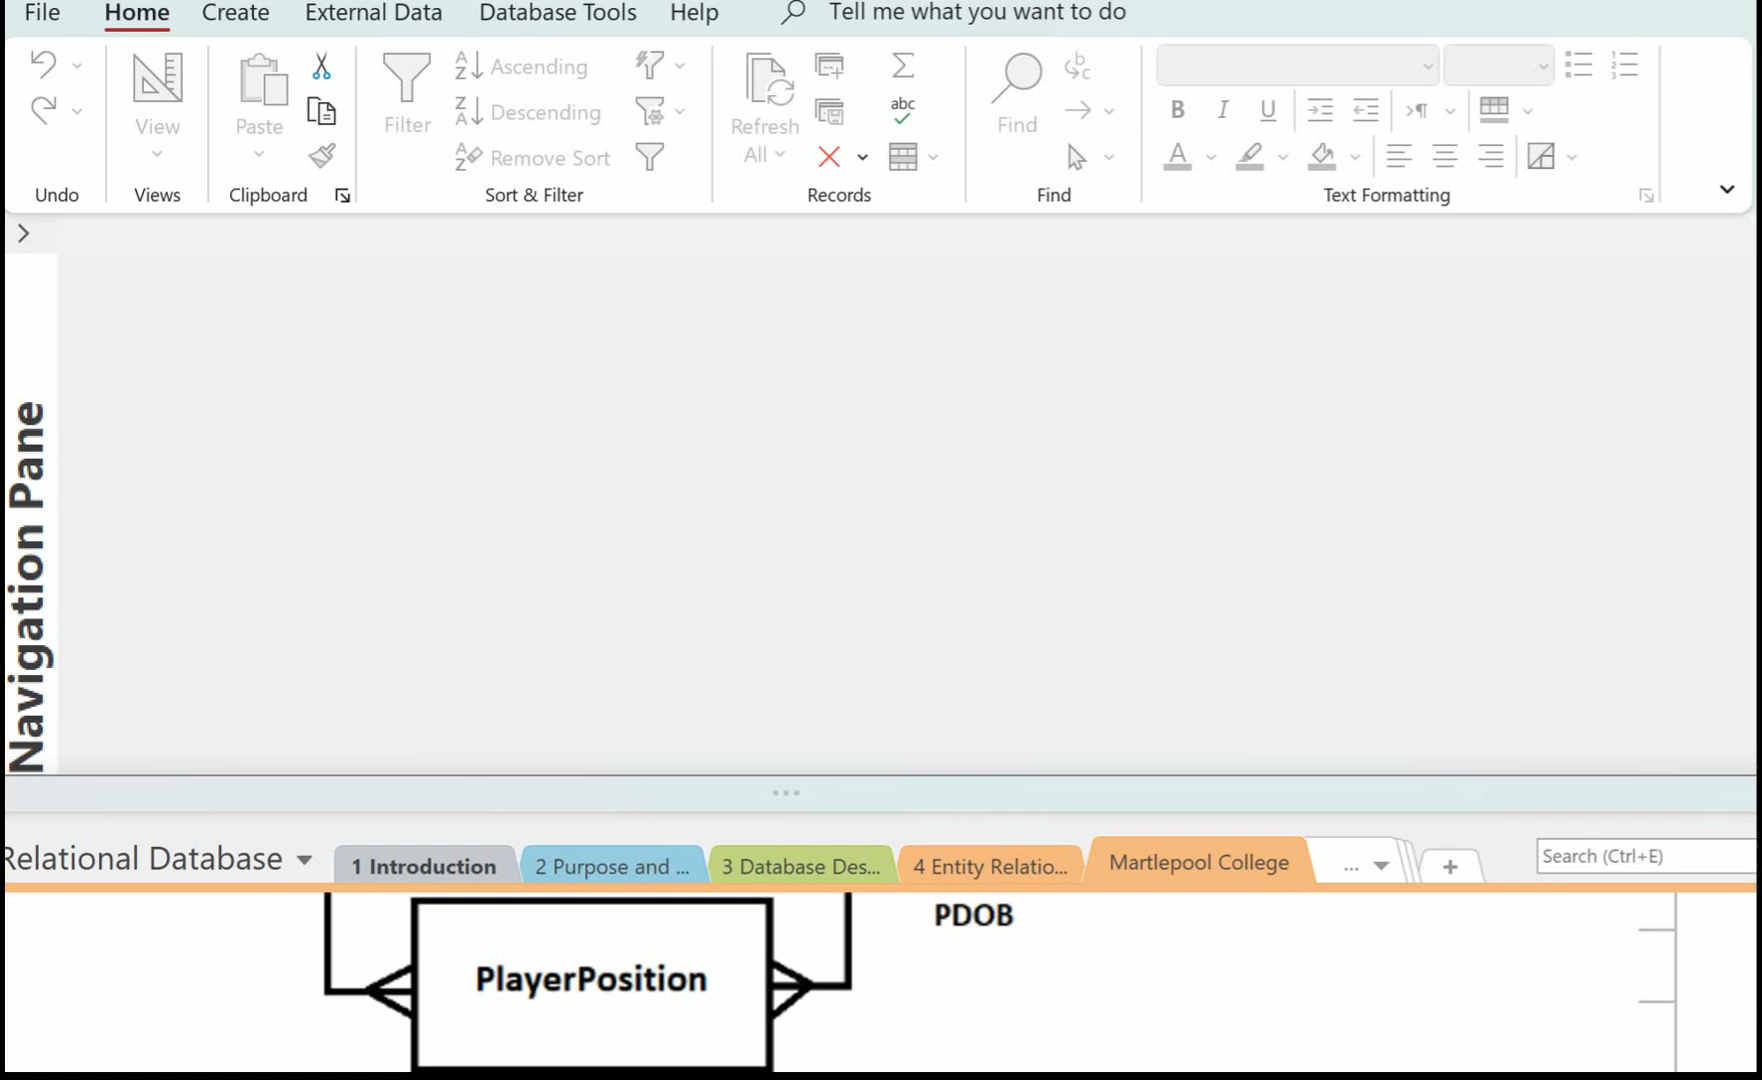 File Home Create External Data Database Tools Help Tell me what you want to do
Ascending
Descending
Remove Sort
View
Paste
Filter
Refresh
All
abc
Find
B I U
A
Undo Views Clipboard Sort & Filter Records Find Text Formatting
Navigation Pane
Relational Database 1 Introduction 2 Purpose and ... 3 Database Des... 4 Entity Relatio... Martlepool College ... + Search (Ctrl+E)
PDOB
PlayerPosition